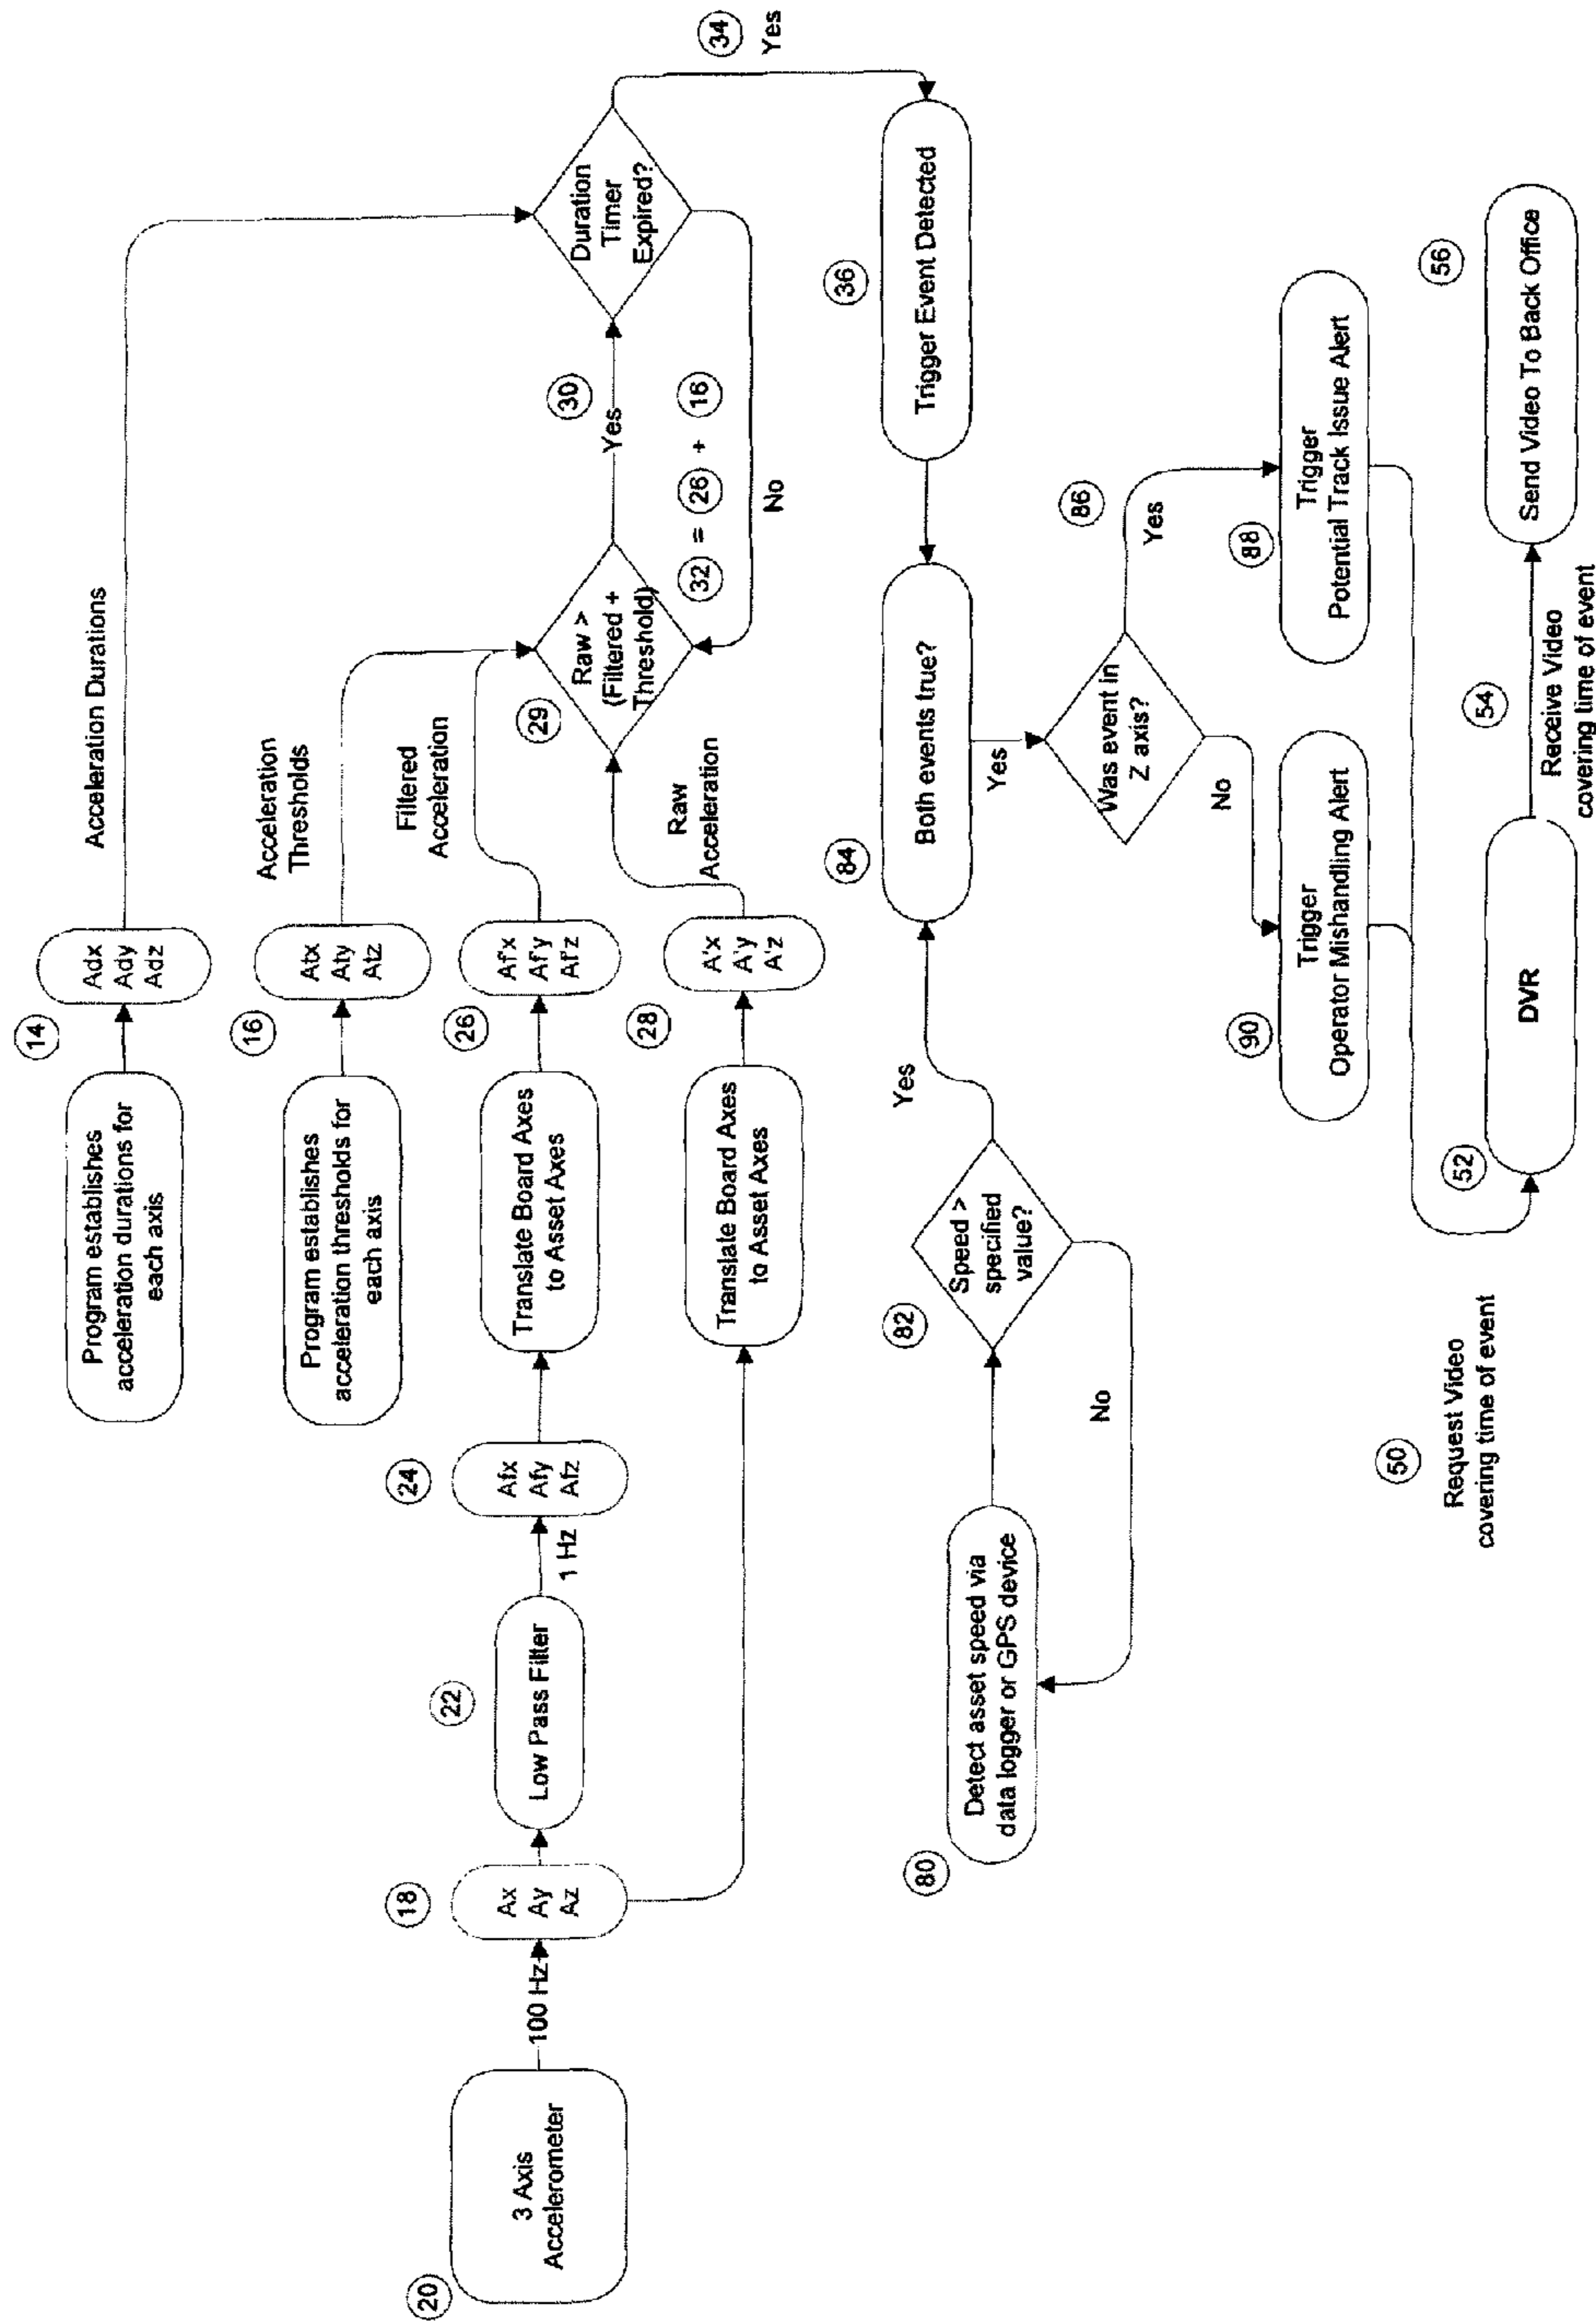 14
Program establishes
acceleration durations for
each axis
Adx
Ady
Adz
Acceleration Durations
16
Program establishes
acceleration thresholds for
each axis
Atx
Aty
Atz
Acceleration
Thresholds
20
3 Axis
Accelerometer
100 Hz
18
Ax
Ay
Az
22
Low Pass Filter
1 Hz
24
Afx
Afy
Afz
Translate Board Axes
to Asset Axes
26
Af'x
Af'y
Af'z
Filtered
Acceleration
Translate Board Axes
to Asset Axes
28
A'x
A'y
A'z
Raw
Acceleration
29
Raw >
(Filtered +
Threshold)
Yes
30
32 = 26 + 16
No
Duration
Timer
Expired?
34
Yes
36
Trigger Event Detected
80
Detect asset speed via
data logger or GPS device
82
Speed >
specified
value?
No
Yes
84
Both events true?
Yes
Was event in
Z axis?
86
Yes
No
88
Trigger
Potential Track Issue Alert
90
Trigger
Operator Mishandling Alert
50
Request Video
covering time of event
52
DVR
54
Receive Video
covering time of event
56
Send Video To Back Office